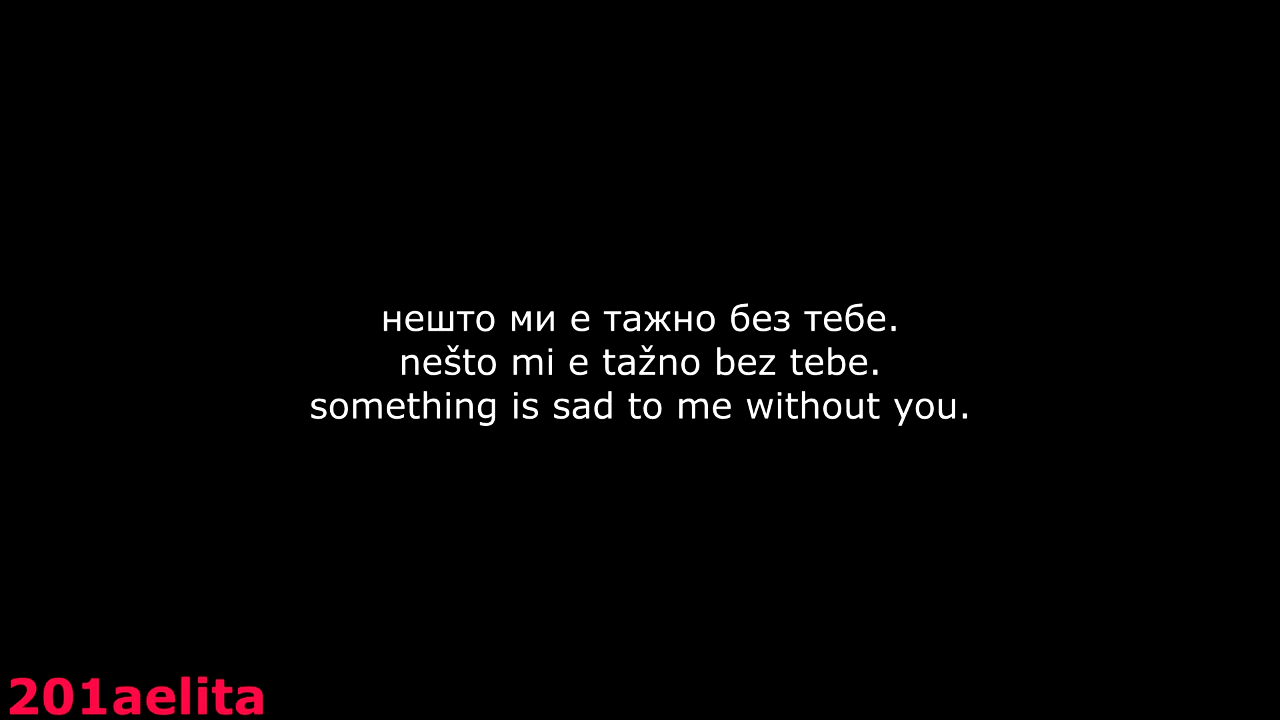 нешто ми е тажно без тебе.
nešto mi e tažno bez tebe.
something is sad to me without you.
201aelita